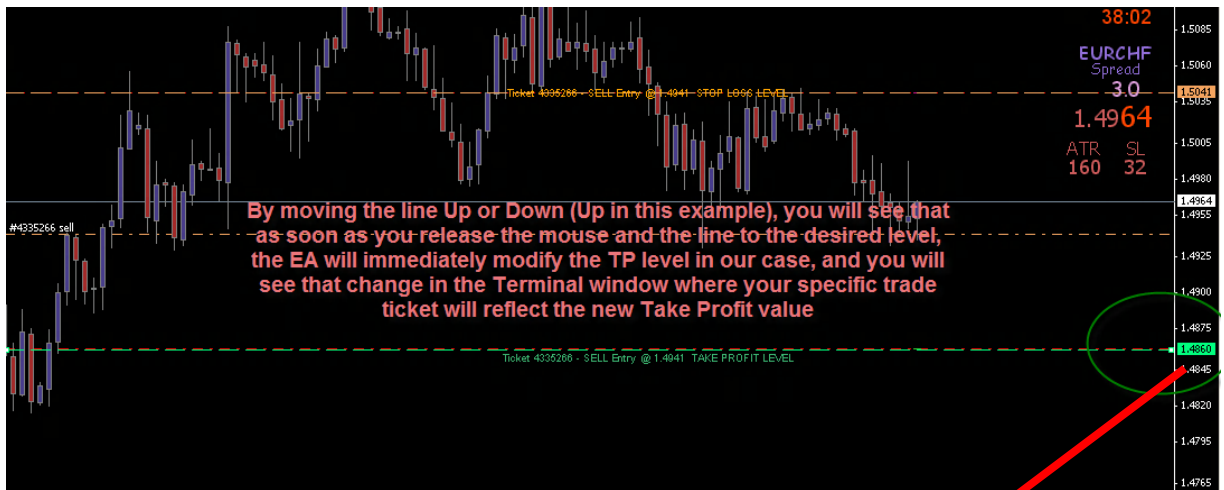 38:02
1.5085
EURCHF
1.5060
Spread
3.0
Ticket 4335266 - SELL Entry @ 1.4941 STOP LOSS LEVEL
1.5041
1.5035
1.4964
ATR SL
1.5005
160 32
1.4980
1.4964
By moving the line Up or Down (Up in this example), you will see that
1.4955
#4335266 sell
as soon as you release the mouse and the line to the desired level,
the EA will immediately modify the TP level in our case, and you will
1.4925
see that change in the Terminal window where your specific trade
1.4900
ticket will reflect the new Take Profit value
1.4875
1.4860
Ticket 4335266 - SELL Entry @ 1.4941 TAKE PROFIT LEVEL
1.4845
1.4820
1.4795
1.4765